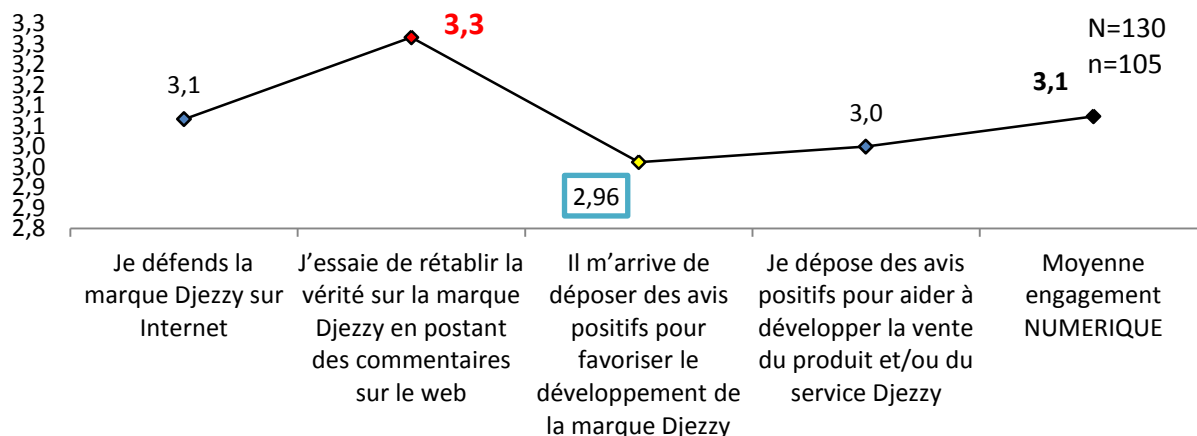 3,3
3,3
3,2
3,2
3,1
3,1
3,0
3,0
2,9
2,9
2,8
3,1
3,3
2,96
3,0
3,1
N=130
n=105
Je défends la
marque Djezzy sur
Internet
J’essaie de rétablir la
vérité sur la marque
Djezzy en postant
des commentaires
sur le web
Il m’arrive de
déposer des avis
positifs pour
favoriser le
développement de
la marque Djezzy
Je dépose des avis
positifs pour aider à
développer la vente
du produit et/ou du
service Djezzy
Moyenne
engagement
NUMERIQUE